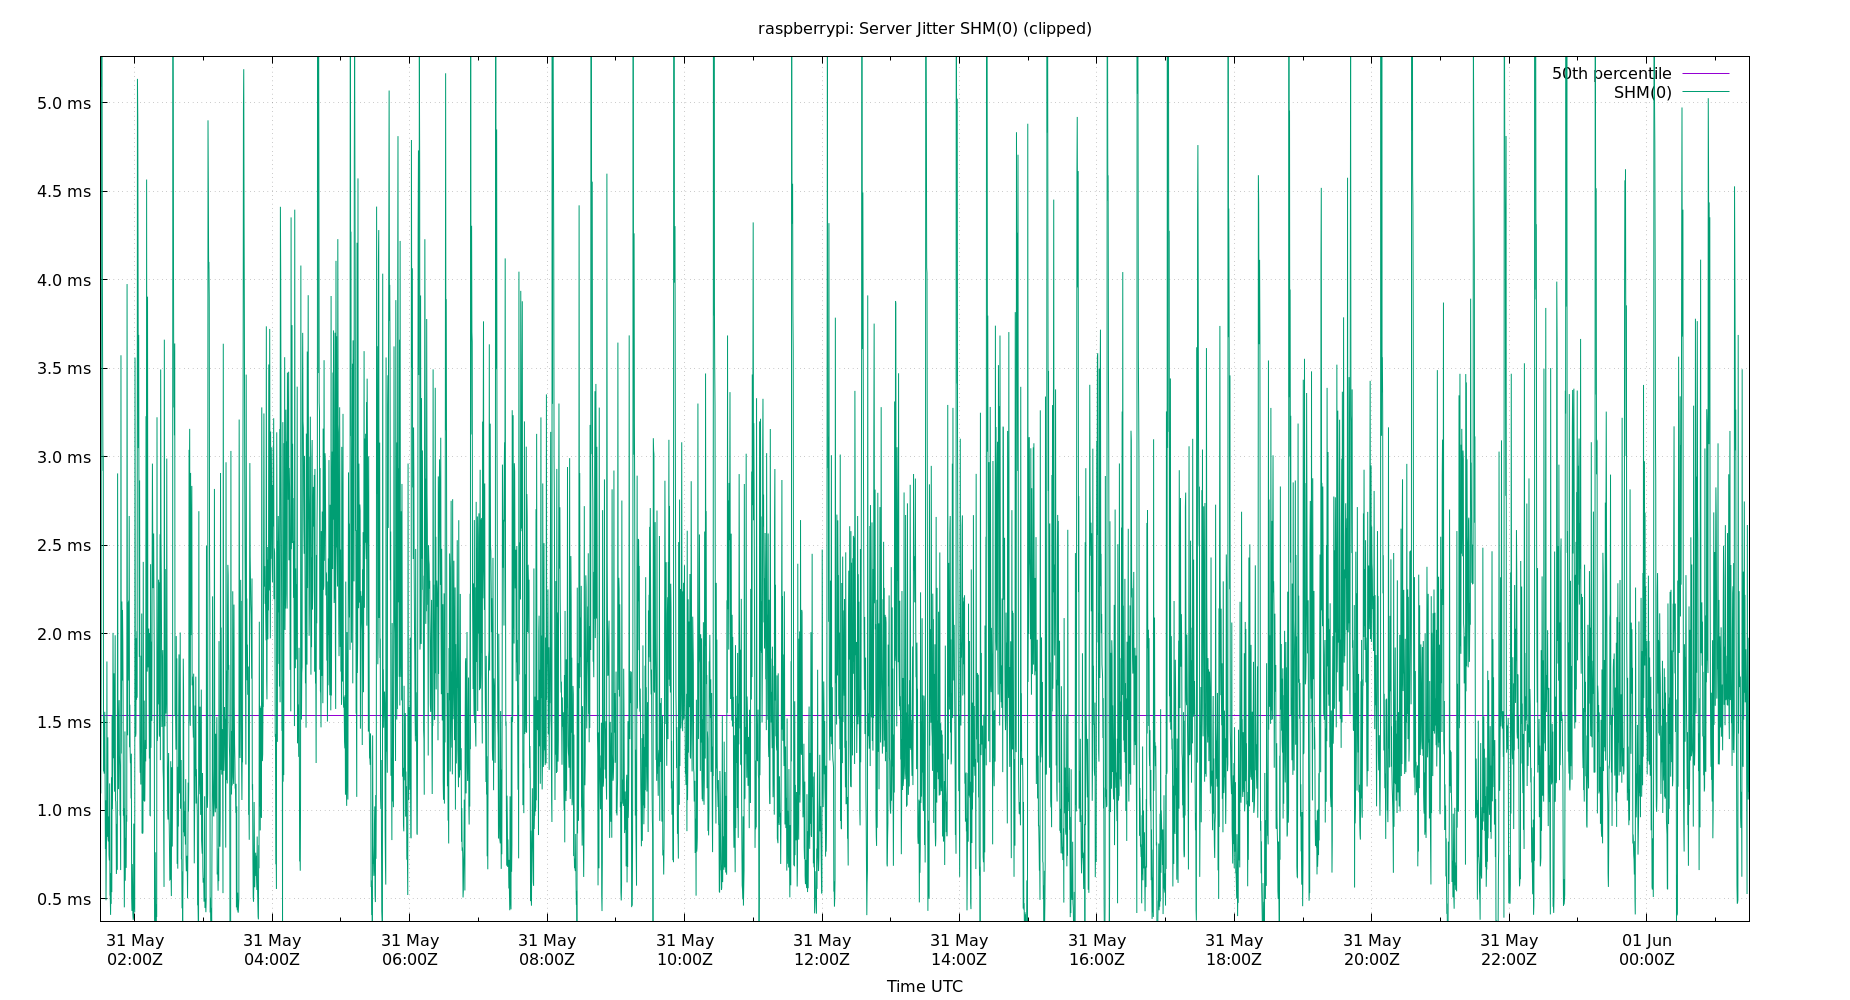 raspberrypi: Server Jitter SHM(0) (clipped)
50th percentile
SHM(0)
5.0 ms
4.5 ms
4.0 ms
3.5 ms
3.0 ms
2.5 ms
2.0 ms
1.5 ms
1.0 ms
0.5 ms
31 May 31 May 31 May 31 May 31 May 31 May 31 May 31 May 31 May 31 May 31 May 01 Jun
02:00Z 04:00Z 06:00Z 08:00Z 10:00Z 12:00Z 14:00Z 16:00Z 18:00Z 20:00Z 22:00Z 00:00Z
Time UTC